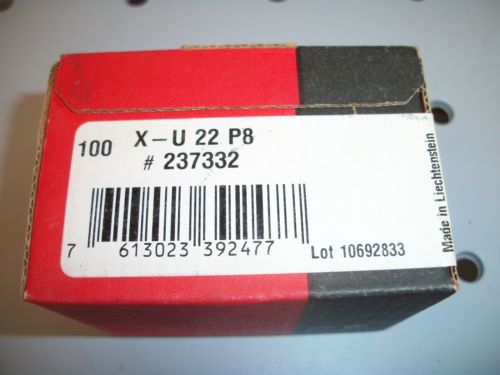 100 X-U 22 P8
# 237332
7 613023 392477
Lot 10692833
Made in Liechtenstein